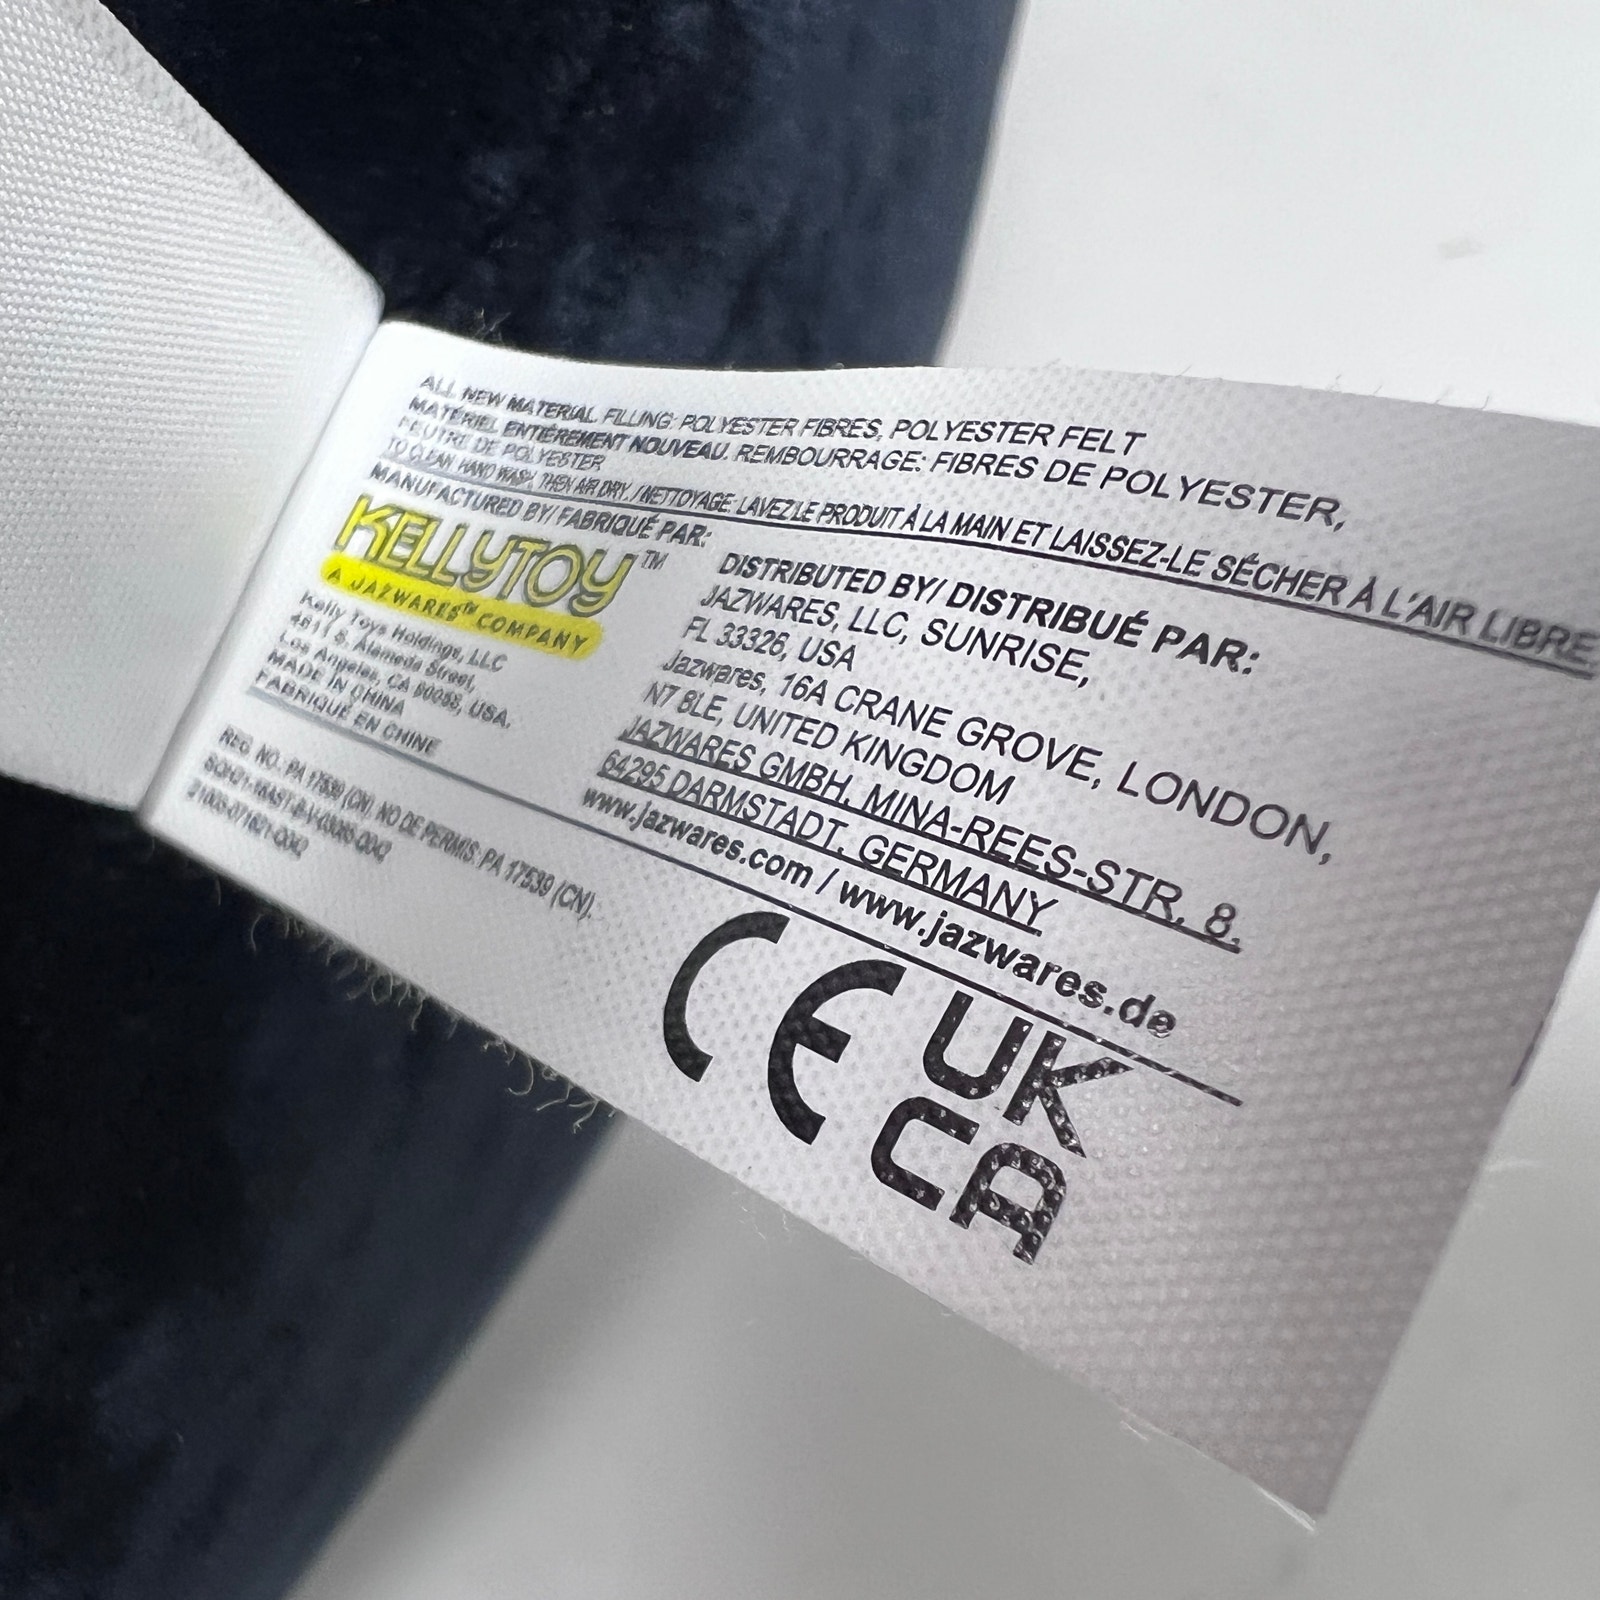 ALL NEW MATERIAL. FILLING: POLYESTER FIBRES, POLYESTER FELT
MATÉRIEL ENTIÈREMENT NOUVEAU. REMBOURRAGE: FIBRES DE POLYESTER,
FEUTRE DE POLYESTER
TO CLEAN: HAND WASH, THEN AIR DRY. / NETTOYAGE: LAVEZ LE PRODUIT À LA MAIN ET LAISSEZ-LE SÉCHER À L'AIR LIBRE.
MANUFACTURED BY/ FABRIQUÉ PAR:
KELLYTOY™
A JAZWARES™ COMPANY
Kelly Toys Holdings, LLC
4811 S. Alameda Street,
Los Angeles, CA 90058, USA.
MADE IN CHINA
FABRIQUÉ EN CHINE
DISTRIBUTED BY/ DISTRIBUÉ PAR:
JAZWARES, LLC, SUNRISE,
FL 33326, USA
Jazwares, 16A CRANE GROVE, LONDON,
N7 8LE, UNITED KINGDOM
JAZWARES GMBH, MINA-REES-STR. 8,
64295 DARMSTADT, GERMANY
www.jazwares.com / www.jazwares.de
REG. NO. PA 17539 (CN). NO DE PERMIS: PA 17539 (CN).
CE
UK
CA